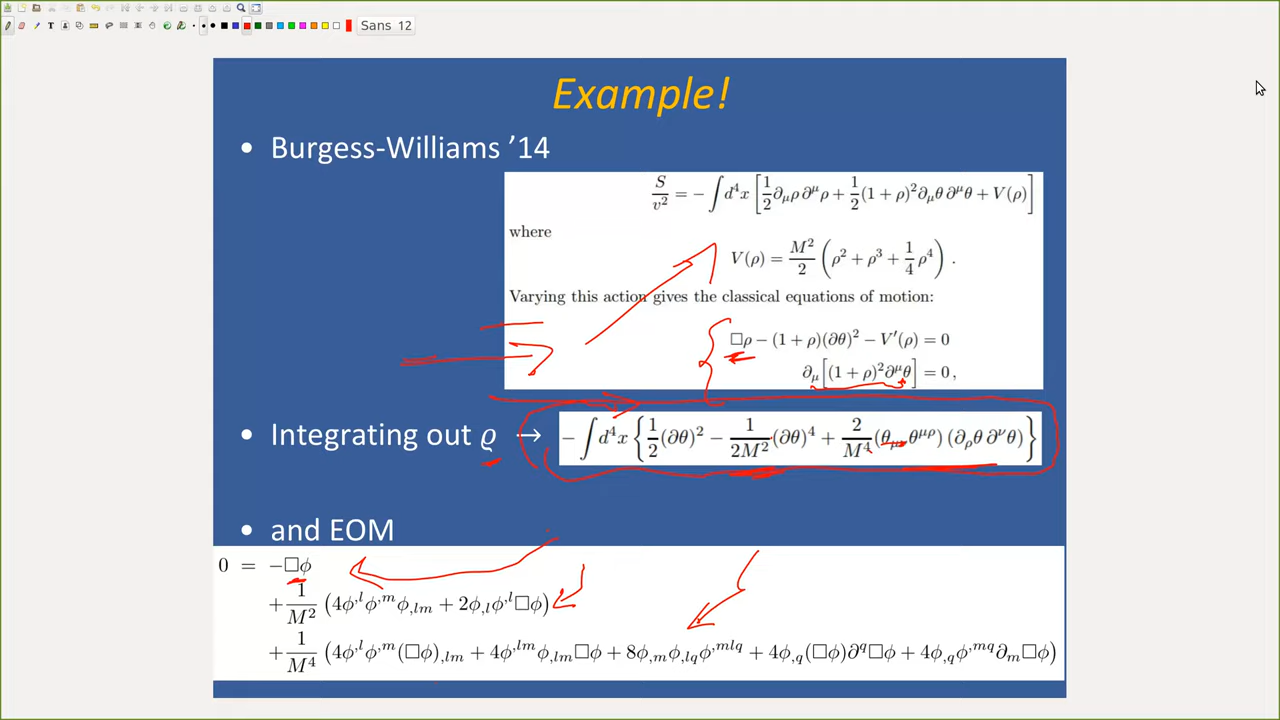 Sans 12
Example!
• Burgess-Williams ’14
S/v² = − ∫d⁴x [½ ∂_μρ ∂^μρ + ½(1 + ρ)²∂_μθ ∂^μθ + V(ρ)]
where
V(ρ) = M²/2 (ρ² + ρ³ + ¼ρ⁴) .
Varying this action gives the classical equations of motion:
□ρ − (1 + ρ)(∂θ)² − V′(ρ) = 0
∂_μ[(1 + ρ)²∂^μθ] = 0 ,
• Integrating out ϱ → − ∫d⁴x {½(∂θ)² − 1/(2M²) (∂θ)⁴ + 2/M⁴ (θ_μν θ^μρ) (∂_ρθ ∂^νθ)}
• and EOM
0 = −□ϕ
+ 1/M² (4ϕ^{,l}ϕ^{,m}ϕ_{,lm} + 2ϕ_{,l}ϕ^{,l}□ϕ)
+ 1/M⁴ (4ϕ^{,l}ϕ^{,m}(□ϕ)_{,lm} + 4ϕ^{,lm}ϕ_{,lm}□ϕ + 8ϕ_{,m}ϕ_{,lq}ϕ^{,mlq} + 4ϕ_{,q}(□ϕ)∂^q□ϕ + 4ϕ_{,q}ϕ^{,mq}∂_m□ϕ)